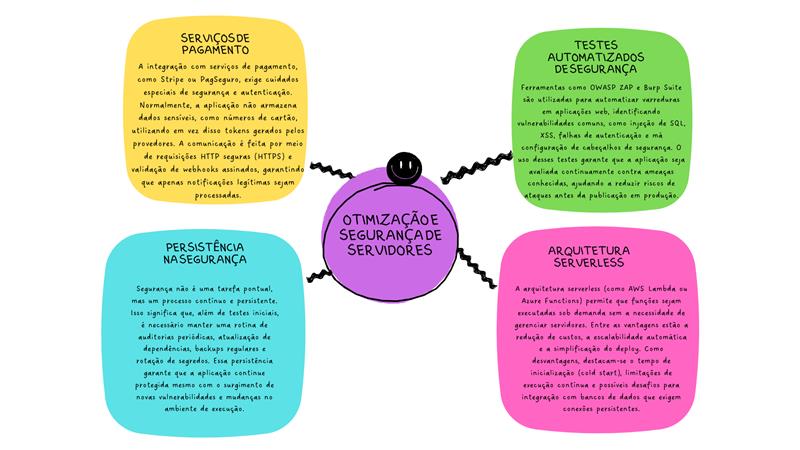 SERVIÇOS DE
PAGAMENTO
A integração com serviços de pagamento,
como Stripe ou PagSeguro, exige cuidados
especiais de segurança e autenticação.
Normalmente, a aplicação não armazena
dados sensíveis, como números de cartão,
utilizando em vez disso tokens gerados pelos
provedores. A comunicação é feita por meio
de requisições HTTP seguras (HTTPS) e
validação de webhooks assinados, garantindo
que apenas notificações legítimas sejam
processadas.
TESTES
AUTOMATIZADOS
DE SEGURANÇA
Ferramentas como OWASP ZAP e Burp Suite
são utilizadas para automatizar varreduras
em aplicações web, identificando
vulnerabilidades comuns, como injeção de SQL,
XSS, falhas de autenticação e má
configuração de cabeçalhos de segurança. O
uso desses testes garante que a aplicação seja
avaliada continuamente contra ameaças
conhecidas, ajudando a reduzir riscos de
ataques antes da publicação em produção.
OTIMIZAÇÃO E
SEGURANÇA DE
SERVIDORES
PERSISTÊNCIA
NA SEGURANÇA
Segurança não é uma tarefa pontual,
mas um processo contínuo e persistente.
Isso significa que, além de testes iniciais,
é necessário manter uma rotina de
auditorias periódicas, atualização de
dependências, backups regulares e
rotação de segredos. Essa persistência
garante que a aplicação continue
protegida mesmo com o surgimento de
novas vulnerabilidades e mudanças no
ambiente de execução.
ARQUITETURA
SERVERLESS
A arquitetura serverless (como AWS Lambda ou
Azure Functions) permite que funções sejam
executadas sob demanda sem a necessidade de
gerenciar servidores. Entre as vantagens estão a
redução de custos, a escalabilidade automática
e a simplificação do deploy. Como
desvantagens, destacam-se o tempo de
inicialização (cold start), limitações de
execução contínua e possíveis desafios para
integração com bancos de dados que exigem
conexões persistentes.